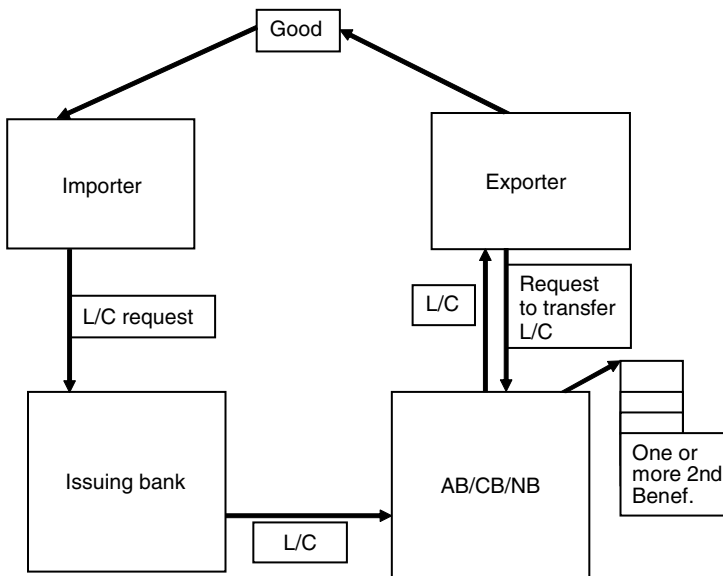 Good
Importer
Exporter
L/C request
L/C
Request
to transfer
L/C
Issuing bank
AB/CB/NB
One or
more 2nd
Benef.
L/C